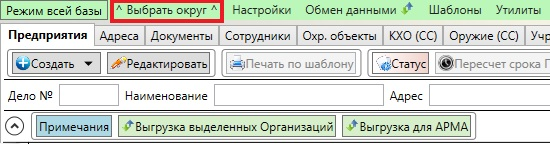 Режим всей базы ^ Выбрать округ ^ Настройки Обмен данными Шаблоны Утилиты
Предприятия Адреса Документы Сотрудники Охр. объекты КХО (СС) Оружие (СС) Учр
Создать Редактировать Печать по шаблону Статус Пересчет срока Г
Дело № Наименование Адрес
Примечания Выгрузка выделенных Организаций Выгрузка для АРМА